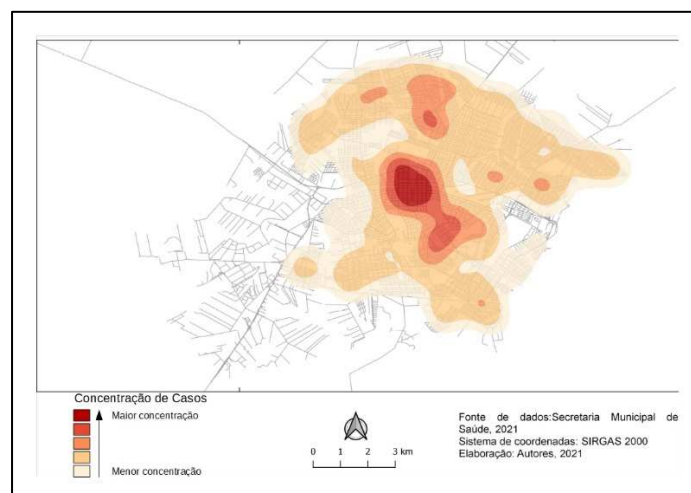 Concentração de Casos
Maior concentração
Menor concentração
0 1 2 3 km
Fonte de dados:Secretaria Municipal de
Saúde, 2021
Sistema de coordenadas: SIRGAS 2000
Elaboração: Autores, 2021